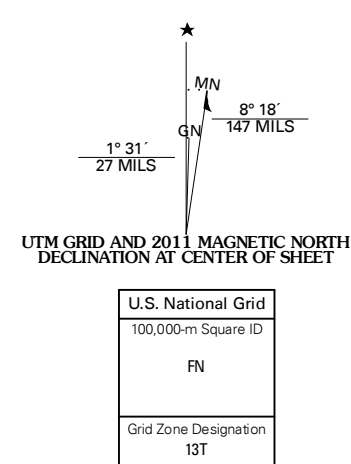 MN
8° 18´
147 MILS
GN
1° 31´
27 MILS
UTM GRID AND 2011 MAGNETIC NORTH
DECLINATION AT CENTER OF SHEET
U.S. National Grid
100,000-m Square ID
FN
Grid Zone Designation
13T